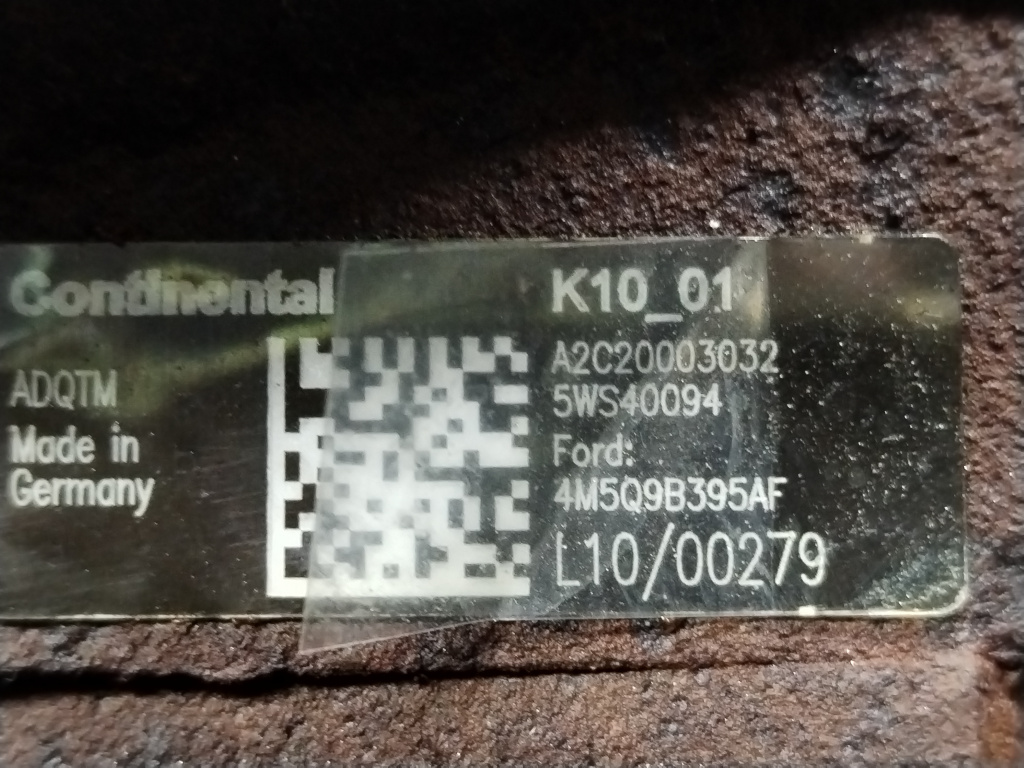 Continental
ADQTM
Made in
Germany
K10_01
A2C20003032
5WS40094
Ford:
4M5Q9B395AF
L10/00279